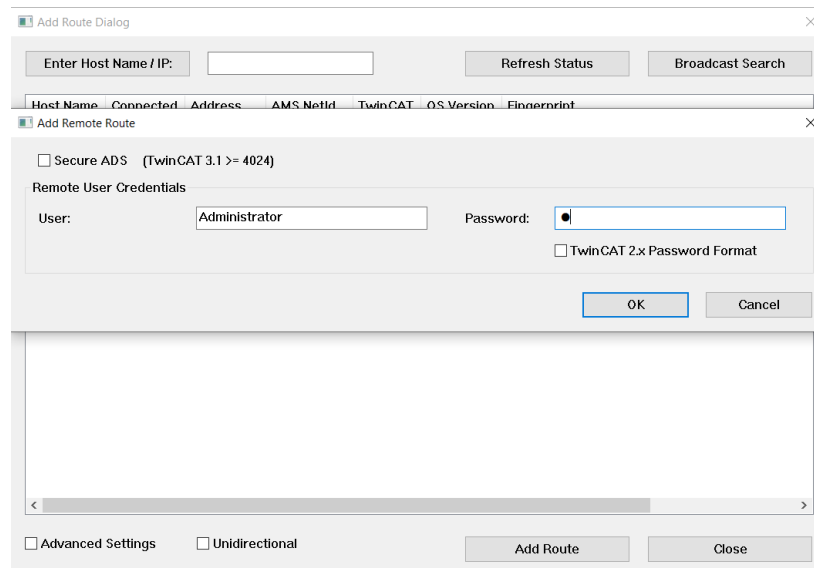 Add Route Dialog
Enter Host Name / IP: Refresh Status Broadcast Search
Host Name Connected Address AMS NetId TwinCAT OS Version Fingerprint
Add Remote Route
Secure ADS (TwinCAT 3.1 >= 4024)
Remote User Credentials
User: Administrator Password: ●
TwinCAT 2.x Password Format
OK Cancel
Advanced Settings Unidirectional Add Route Close